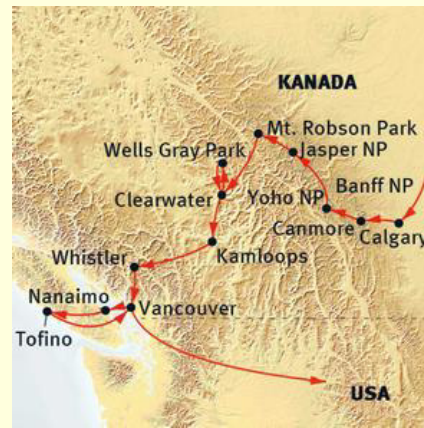 KANADA
Mt. Robson Park
Wells Gray Park
Jasper NP
Banff NP
Yoho NP
Clearwater
Canmore
Calgary
Whistler
Kamloops
Nanaimo
Vancouver
Tofino
USA